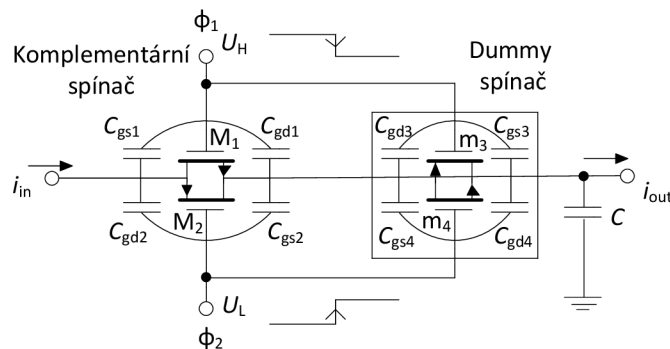 ϕ1
UH
Komplementární
spínač
Dummy
spínač
Cgs1
Cgd1
M1
Cgd3
Cgs3
m3
iin
iout
C
M2
m4
Cgd2
Cgs2
Cgs4
Cgd4
UL
ϕ2